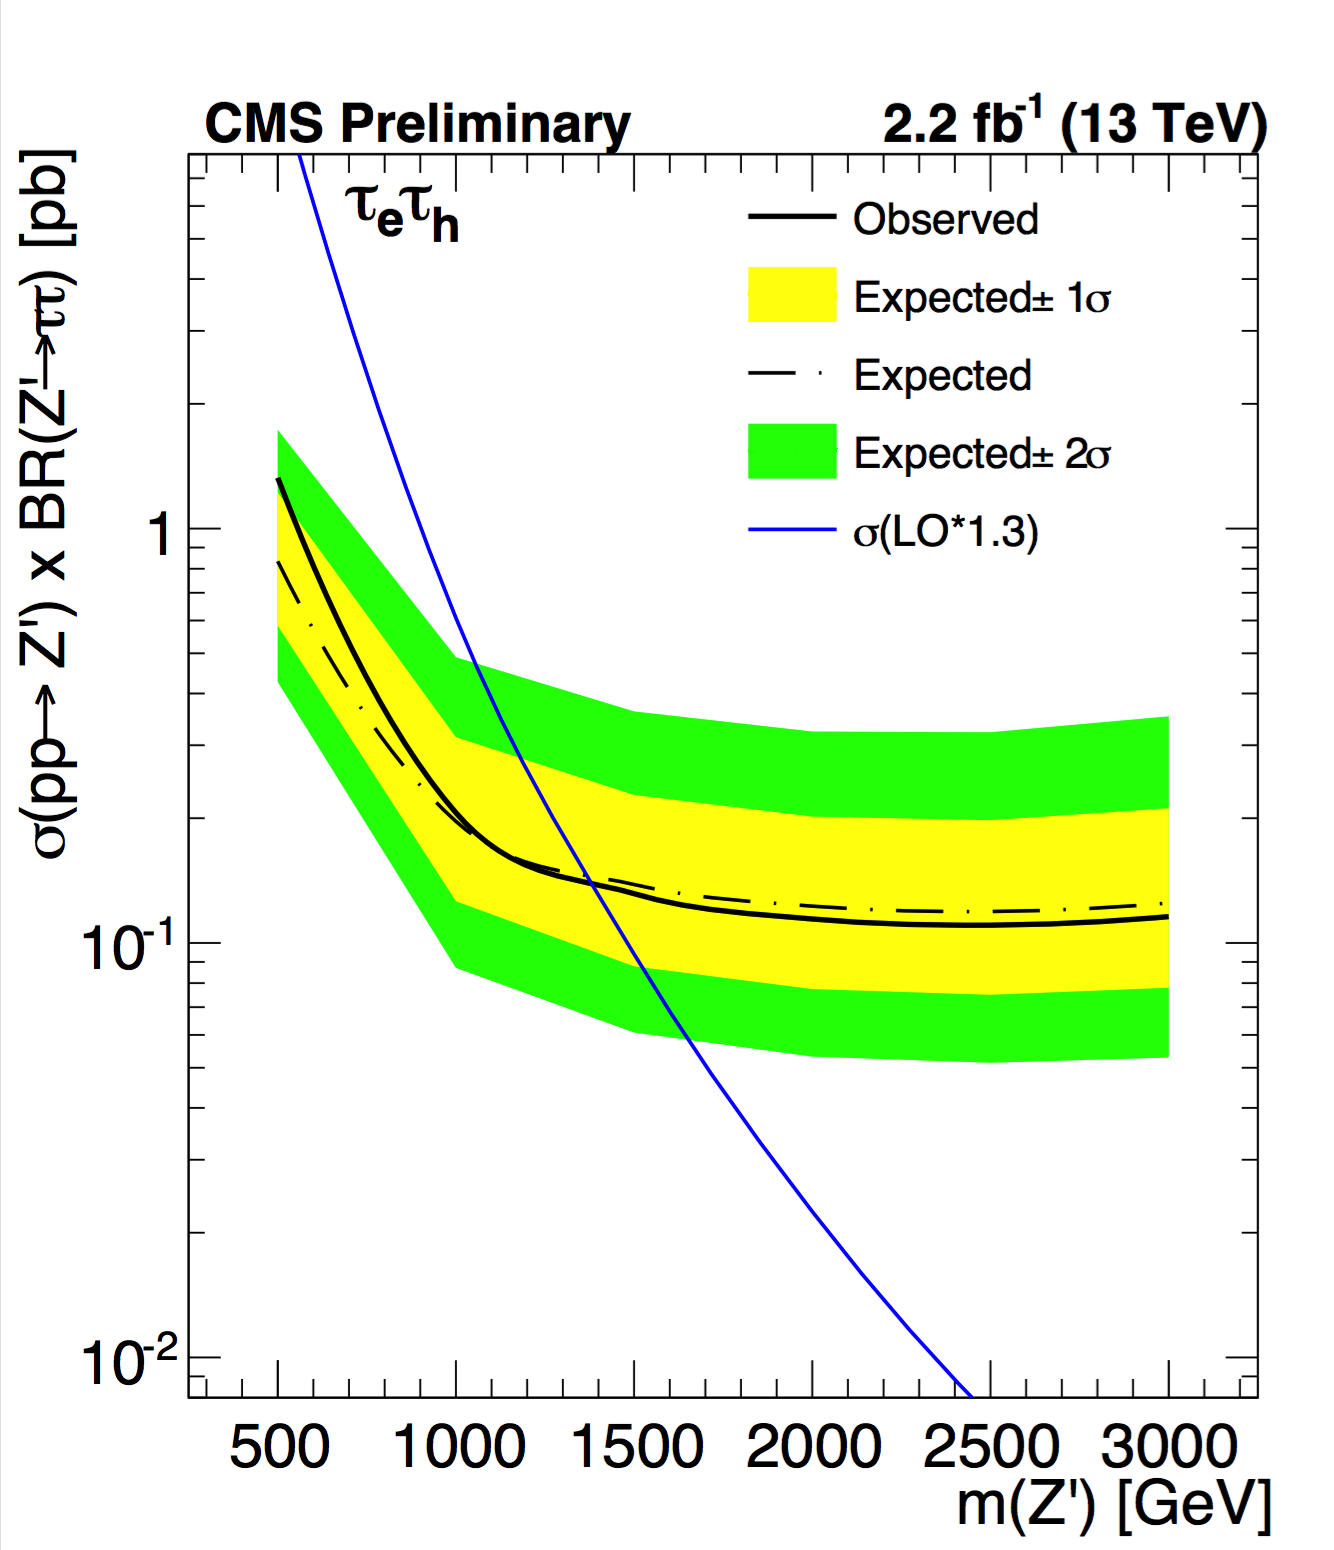 CMS Preliminary 2.2 fb⁻¹ (13 TeV)
τₑτₕ
Observed
Expected± 1σ
Expected
Expected± 2σ
σ(LO*1.3)
σ(pp→ Z') x BR(Z'→ττ) [pb]
1
10⁻¹
10⁻²
500 1000 1500 2000 2500 3000
m(Z') [GeV]